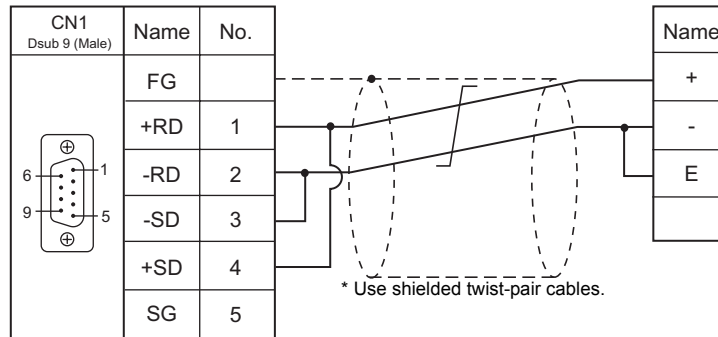 CN1
Dsub 9 (Male)
Name
No.
Name
FG
+
+RD
1
-
-RD
2
E
6
1
9
5
-SD
3
+SD
4
* Use shielded twist-pair cables.
SG
5